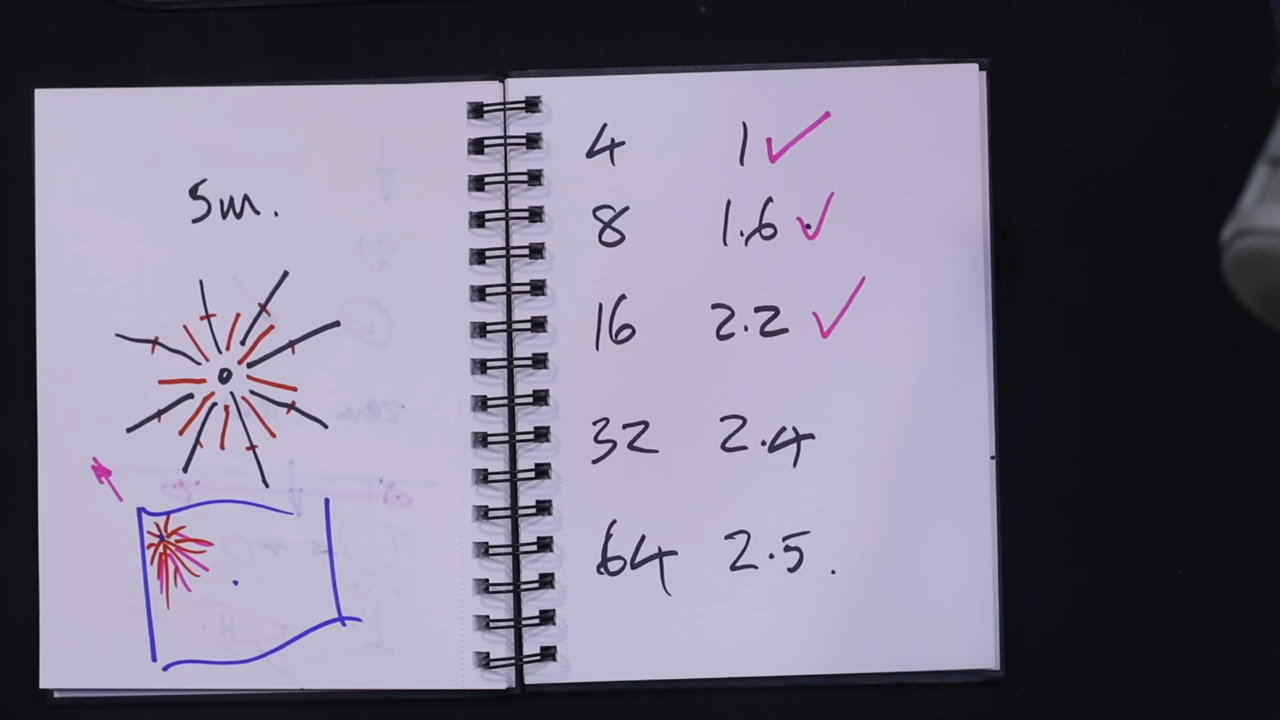 5m.
4 1 ✓
8 1.6 ✓
16 2.2 ✓
32 2.4
64 2.5.